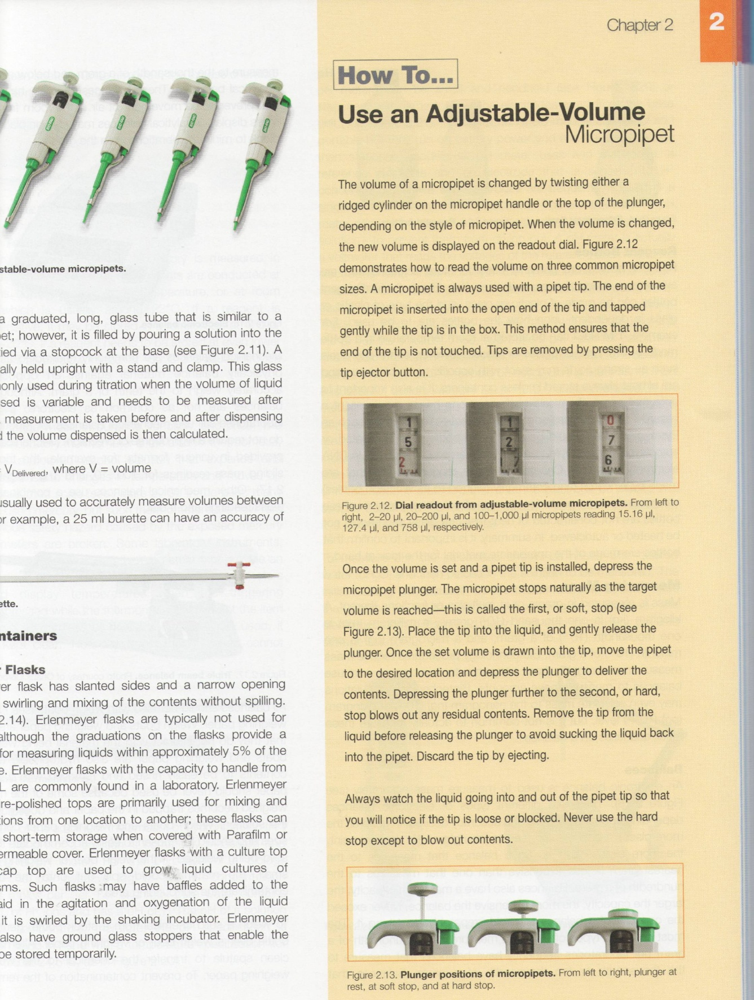 Chapter 2
2
stable-volume micropipets.
a graduated, long, glass tube that is similar to a
et; however, it is filled by pouring a solution into the
ied via a stopcock at the base (see Figure 2.11). A
ally held upright with a stand and clamp. This glass
only used during titration when the volume of liquid
sed is variable and needs to be measured after
measurement is taken before and after dispensing
the volume dispensed is then calculated.
VDelivered, where V = volume
usually used to accurately measure volumes between
or example, a 25 ml burette can have an accuracy of
ette.
ntainers
Flasks
er flask has slanted sides and a narrow opening
swirling and mixing of the contents without spilling.
2.14). Erlenmeyer flasks are typically not used for
although the graduations on the flasks provide a
for measuring liquids within approximately 5% of the
e. Erlenmeyer flasks with the capacity to handle from
L are commonly found in a laboratory. Erlenmeyer
ire-polished tops are primarily used for mixing and
tions from one location to another; these flasks can
short-term storage when covered with Parafilm or
ermeable cover. Erlenmeyer flasks with a culture top
cap top are used to grow liquid cultures of
sms. Such flasks may have baffles added to the
aid in the agitation and oxygenation of the liquid
it is swirled by the shaking incubator. Erlenmeyer
also have ground glass stoppers that enable the
be stored temporarily.
How To...
Use an Adjustable-Volume
Micropipet
The volume of a micropipet is changed by twisting either a
ridged cylinder on the micropipet handle or the top of the plunger,
depending on the style of micropipet. When the volume is changed,
the new volume is displayed on the readout dial. Figure 2.12
demonstrates how to read the volume on three common micropipet
sizes. A micropipet is always used with a pipet tip. The end of the
micropipet is inserted into the open end of the tip and tapped
gently while the tip is in the box. This method ensures that the
end of the tip is not touched. Tips are removed by pressing the
tip ejector button.
1 1 0
5 2 7
2 1 7 6
Figure 2.12. Dial readout from adjustable-volume micropipets. From left to
right, 2–20 µl, 20–200 µl, and 100–1,000 µl micropipets reading 15.16 µl,
127.4 µl, and 758 µl, respectively.
Once the volume is set and a pipet tip is installed, depress the
micropipet plunger. The micropipet stops naturally as the target
volume is reached—this is called the first, or soft, stop (see
Figure 2.13). Place the tip into the liquid, and gently release the
plunger. Once the set volume is drawn into the tip, move the pipet
to the desired location and depress the plunger to deliver the
contents. Depressing the plunger further to the second, or hard,
stop blows out any residual contents. Remove the tip from the
liquid before releasing the plunger to avoid sucking the liquid back
into the pipet. Discard the tip by ejecting.
Always watch the liquid going into and out of the pipet tip so that
you will notice if the tip is loose or blocked. Never use the hard
stop except to blow out contents.
Figure 2.13. Plunger positions of micropipets. From left to right, plunger at
rest, at soft stop, and at hard stop.